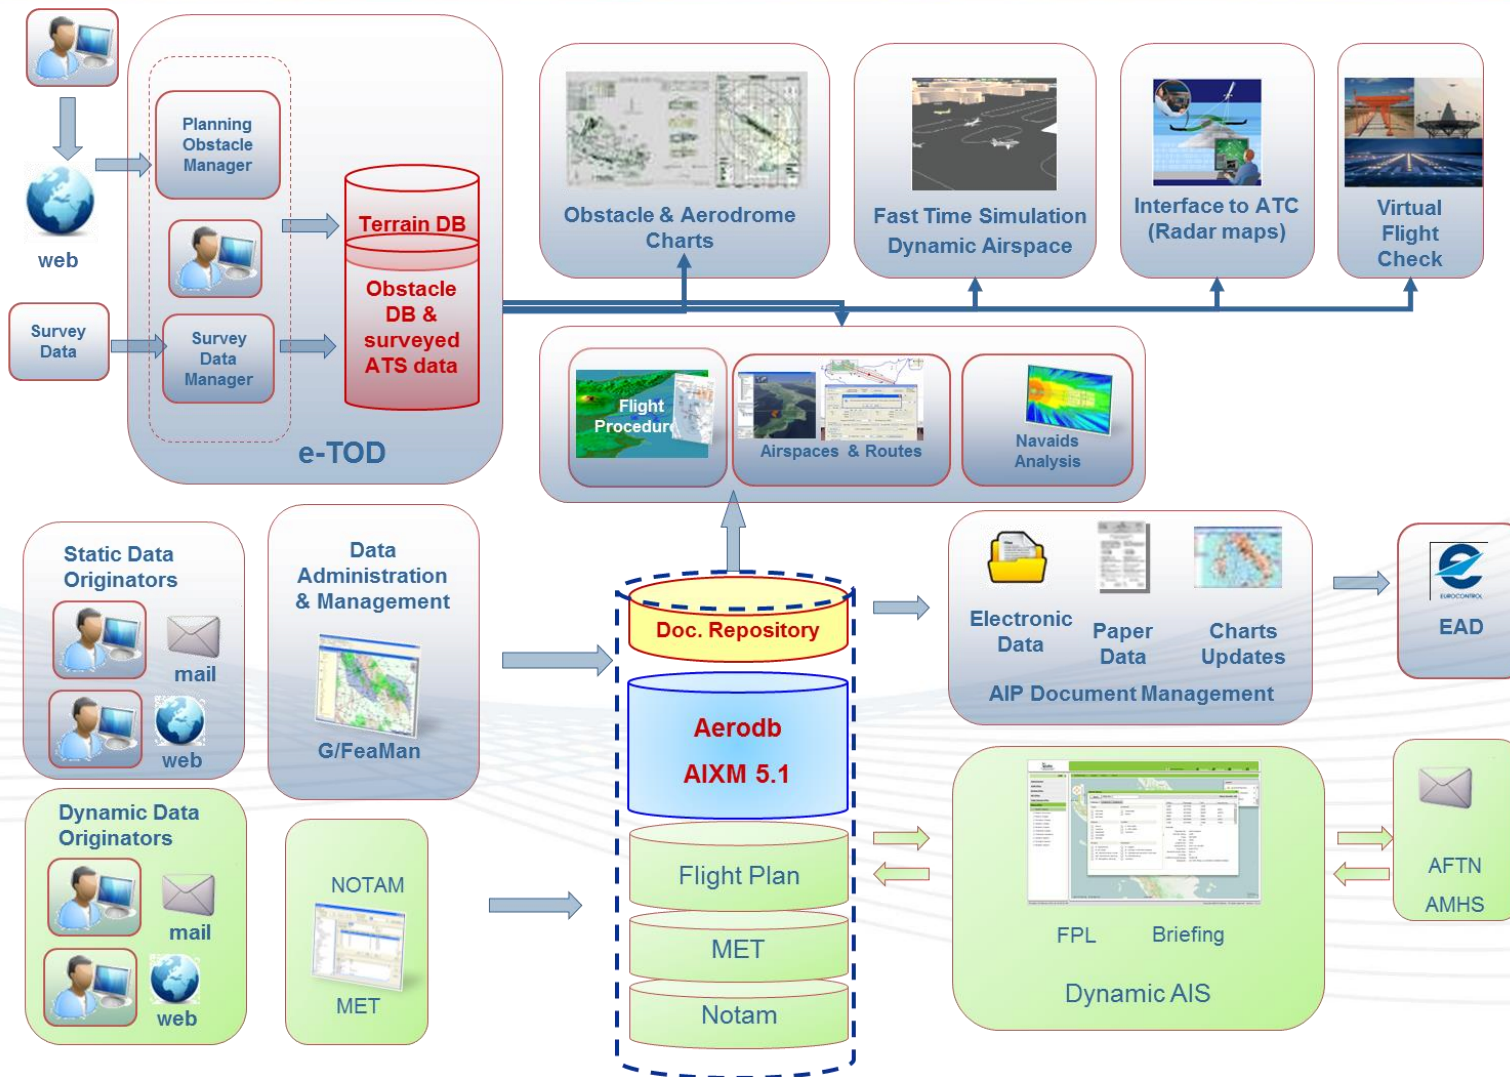 Planning
Obstacle
Manager
web
Survey
Data
Survey
Data
Manager
Terrain DB
Obstacle
DB &
surveyed
ATS data
e-TOD
Obstacle & Aerodrome
Charts
Fast Time Simulation
Dynamic Airspace
Interface to ATC
(Radar maps)
Virtual
Flight
Check
Flight
Procedure
Airspaces & Routes
Navaids
Analysis
Static Data
Originators
mail
web
Data
Administration
& Management
G/FeaMan
Doc. Repository
Aerodb
AIXM 5.1
Flight Plan
MET
Notam
Electronic
Data
Paper
Data
Charts
Updates
AIP Document Management
EUROCONTROL
EAD
Dynamic Data
Originators
mail
web
NOTAM
MET
FPL
Briefing
Dynamic AIS
AFTN
AMHS